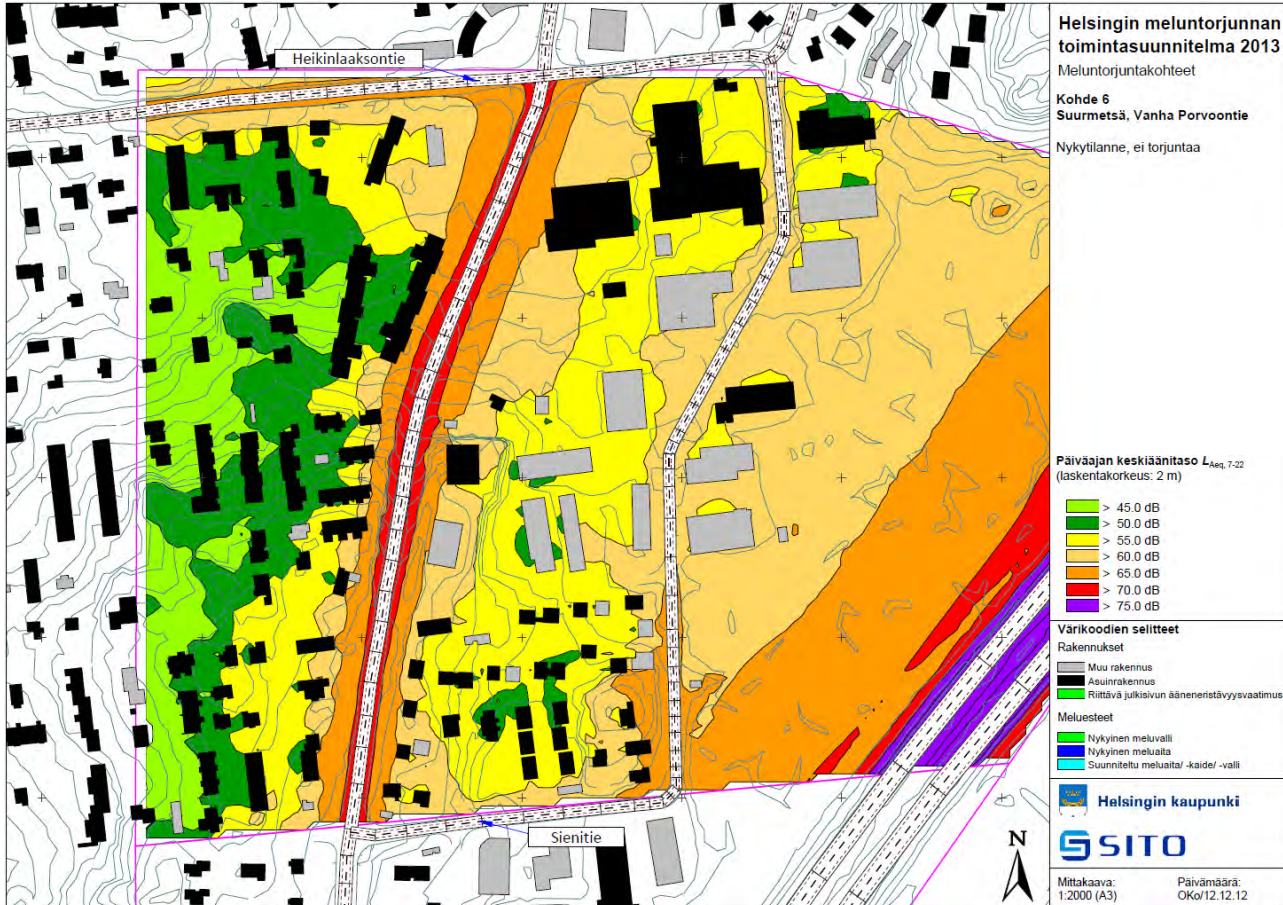 Heikinlaaksontie
Sienitie
N
Helsingin meluntorjunnan
toimintasuunnitelma 2013
Meluntorjuntakohteet
Kohde 6
Suurmetsä, Vanha Porvoontie
Nykytilanne, ei torjuntaa
Päiväajan keskiäänitaso LAeq, 7-22
(laskentakorkeus: 2 m)
> 45.0 dB
> 50.0 dB
> 55.0 dB
> 60.0 dB
> 65.0 dB
> 70.0 dB
> 75.0 dB
Värikoodien selitteet
Rakennukset
Muu rakennus
Asuinrakennus
Riittävä julkisivun ääneneristävyysvaatimus
Meluesteet
Nykyinen meluvalli
Nykyinen meluaita
Suunniteltu meluaita/ -kaide/ -valli
Helsingin kaupunki
SITO
Mittakaava: Päivämäärä:
1:2000 (A3) OKo/12.12.12